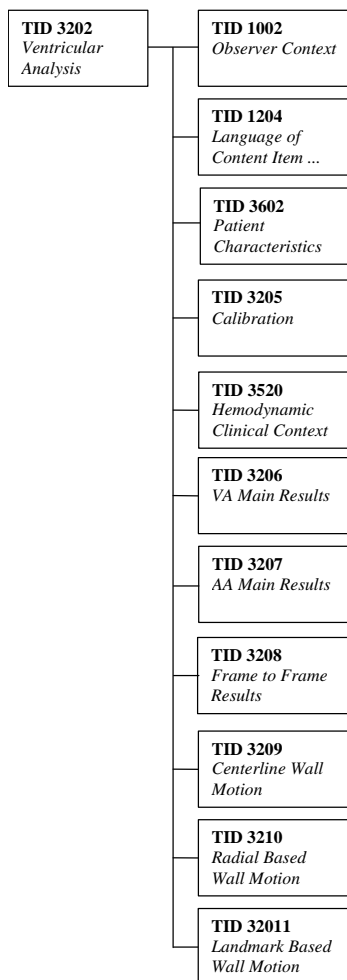 TID 3202
Ventricular
Analysis
TID 1002
Observer Context
TID 1204
Language of
Content Item ...
TID 3602
Patient
Characteristics
TID 3205
Calibration
TID 3520
Hemodynamic
Clinical Context
TID 3206
VA Main Results
TID 3207
AA Main Results
TID 3208
Frame to Frame
Results
TID 3209
Centerline Wall
Motion
TID 3210
Radial Based
Wall Motion
TID 32011
Landmark Based
Wall Motion